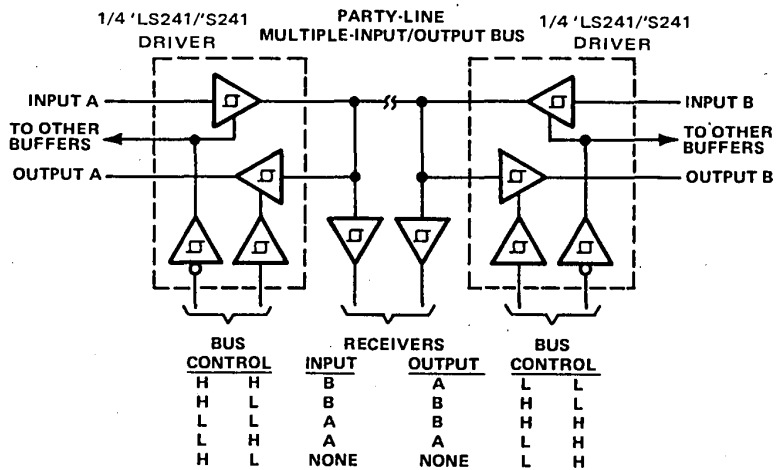 1/4 'LS241/'S241
DRIVER
PARTY-LINE
MULTIPLE-INPUT/OUTPUT BUS
1/4 'LS241/'S241
DRIVER
INPUT A
INPUT B
TO OTHER
BUFFERS
TO OTHER
BUFFERS
OUTPUT A
OUTPUT B
BUS
CONTROL
RECEIVERS
INPUT OUTPUT
BUS
CONTROL
H H B A L L
H L B B H L
L L A B H H
L H A A L H
H L NONE NONE L H